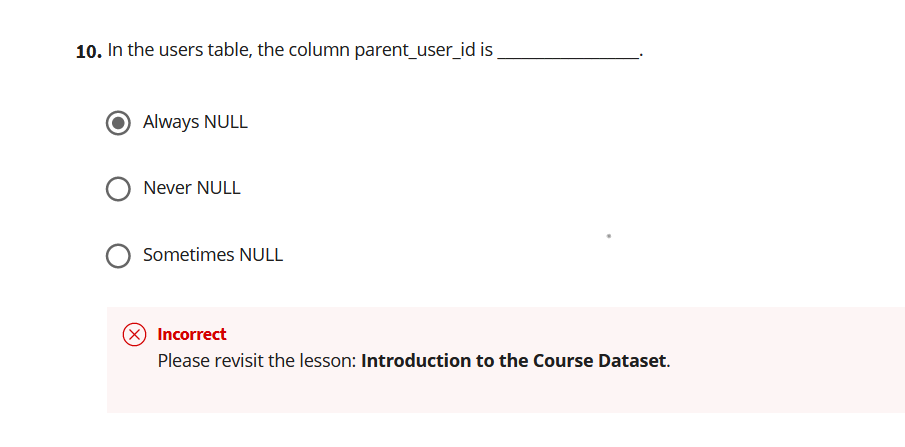 10. In the users table, the column parent_user_id is _________________.
Always NULL
Never NULL
Sometimes NULL
Incorrect
Please revisit the lesson: Introduction to the Course Dataset.